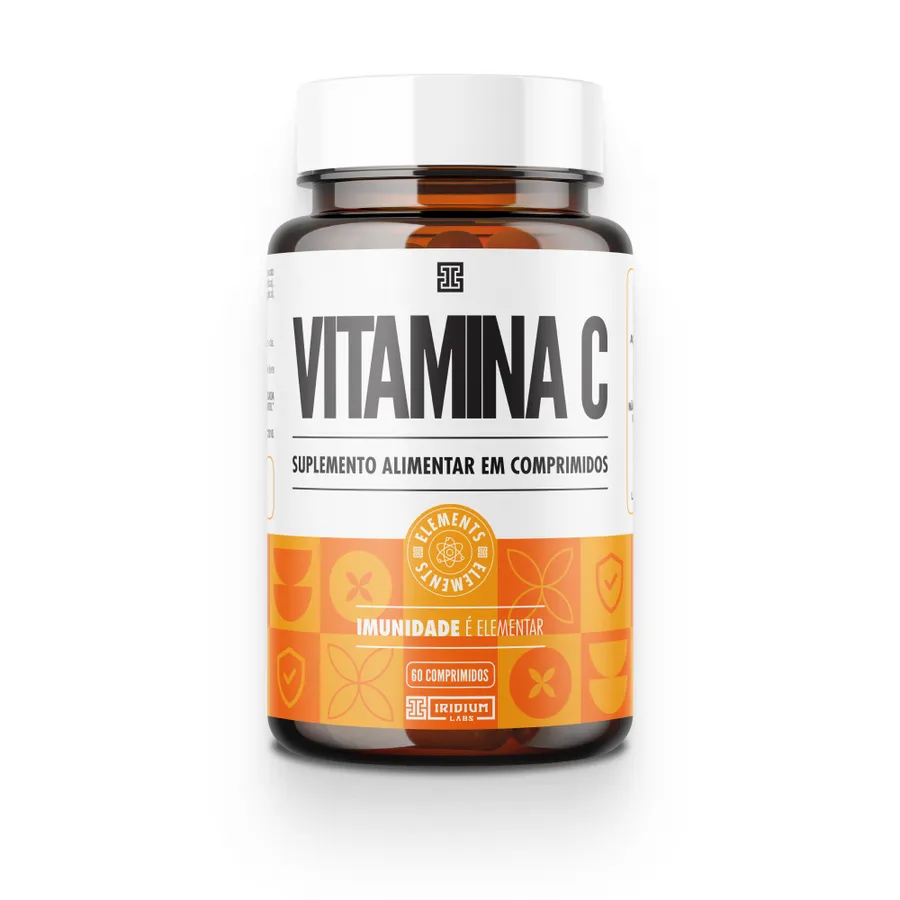 VITAMINA C
SUPLEMENTO ALIMENTAR EM COMPRIMIDOS
ELEMENTS
ELEMENTS
IMUNIDADE É ELEMENTAR
60 COMPRIMIDOS
IRIDIUM
LABS